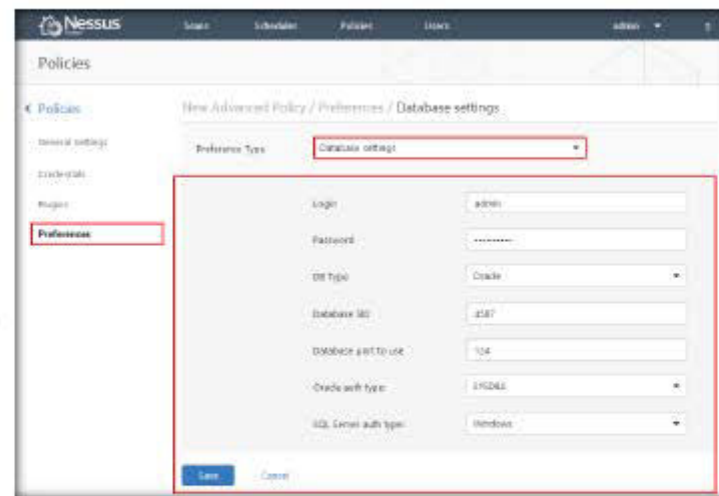 Nessus
Scans Schedules Policies Users admin
Policies
Policies
New Advanced Policy / Preferences / Database settings
General Settings
Preference Type Database settings
Credentials
Plugins
Preferences
Login admin
Password
DB Type Oracle
Database SID
Database port to use
Oracle auth type: SYSDBA
SQL Server auth type: Windows
Save Cancel